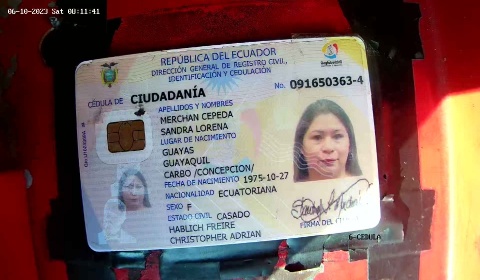 06-10-2023 Sat 08:11:41
REPÚBLICA DEL ECUADOR
DIRECCIÓN GENERAL DE REGISTRO CIVIL,
IDENTIFICACIÓN Y CEDULACIÓN
CÉDULA DE CIUDADANÍA
No. 091650363-4
APELLIDOS Y NOMBRES
MERCHAN CEPEDA
SANDRA LORENA
LUGAR DE NACIMIENTO
GUAYAS
GUAYAQUIL
CARBO /CONCEPCION/
FECHA DE NACIMIENTO 1975-10-27
NACIONALIDAD ECUATORIANA
SEXO F
ESTADO CIVIL CASADO
HABLICH FREIRE
CHRISTOPHER ADRIAN
FIRMA DEL
6-CEDULA